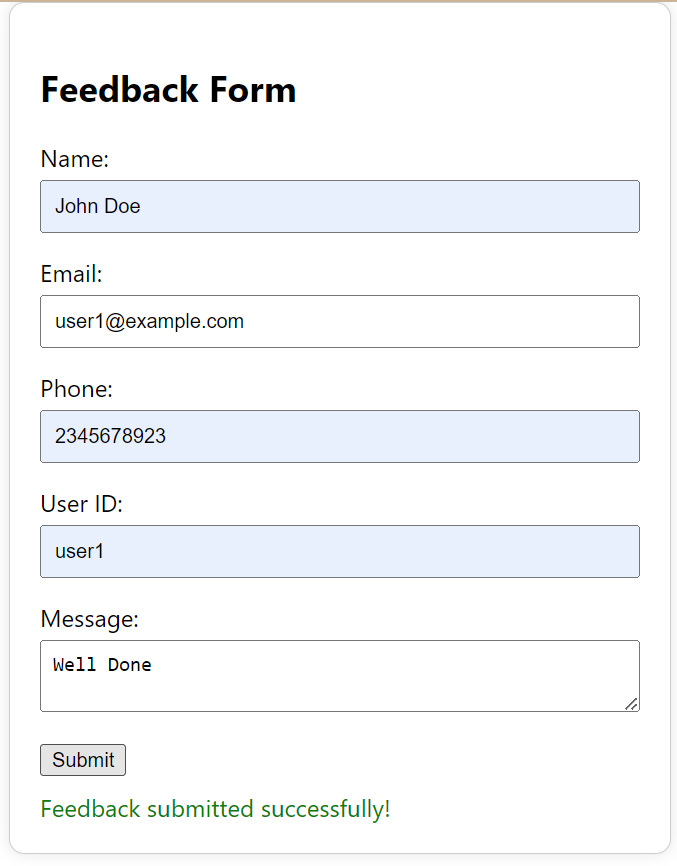 Feedback Form
Name:
John Doe
Email:
user1@example.com
Phone:
2345678923
User ID:
user1
Message:
Well Done
Submit
Feedback submitted successfully!